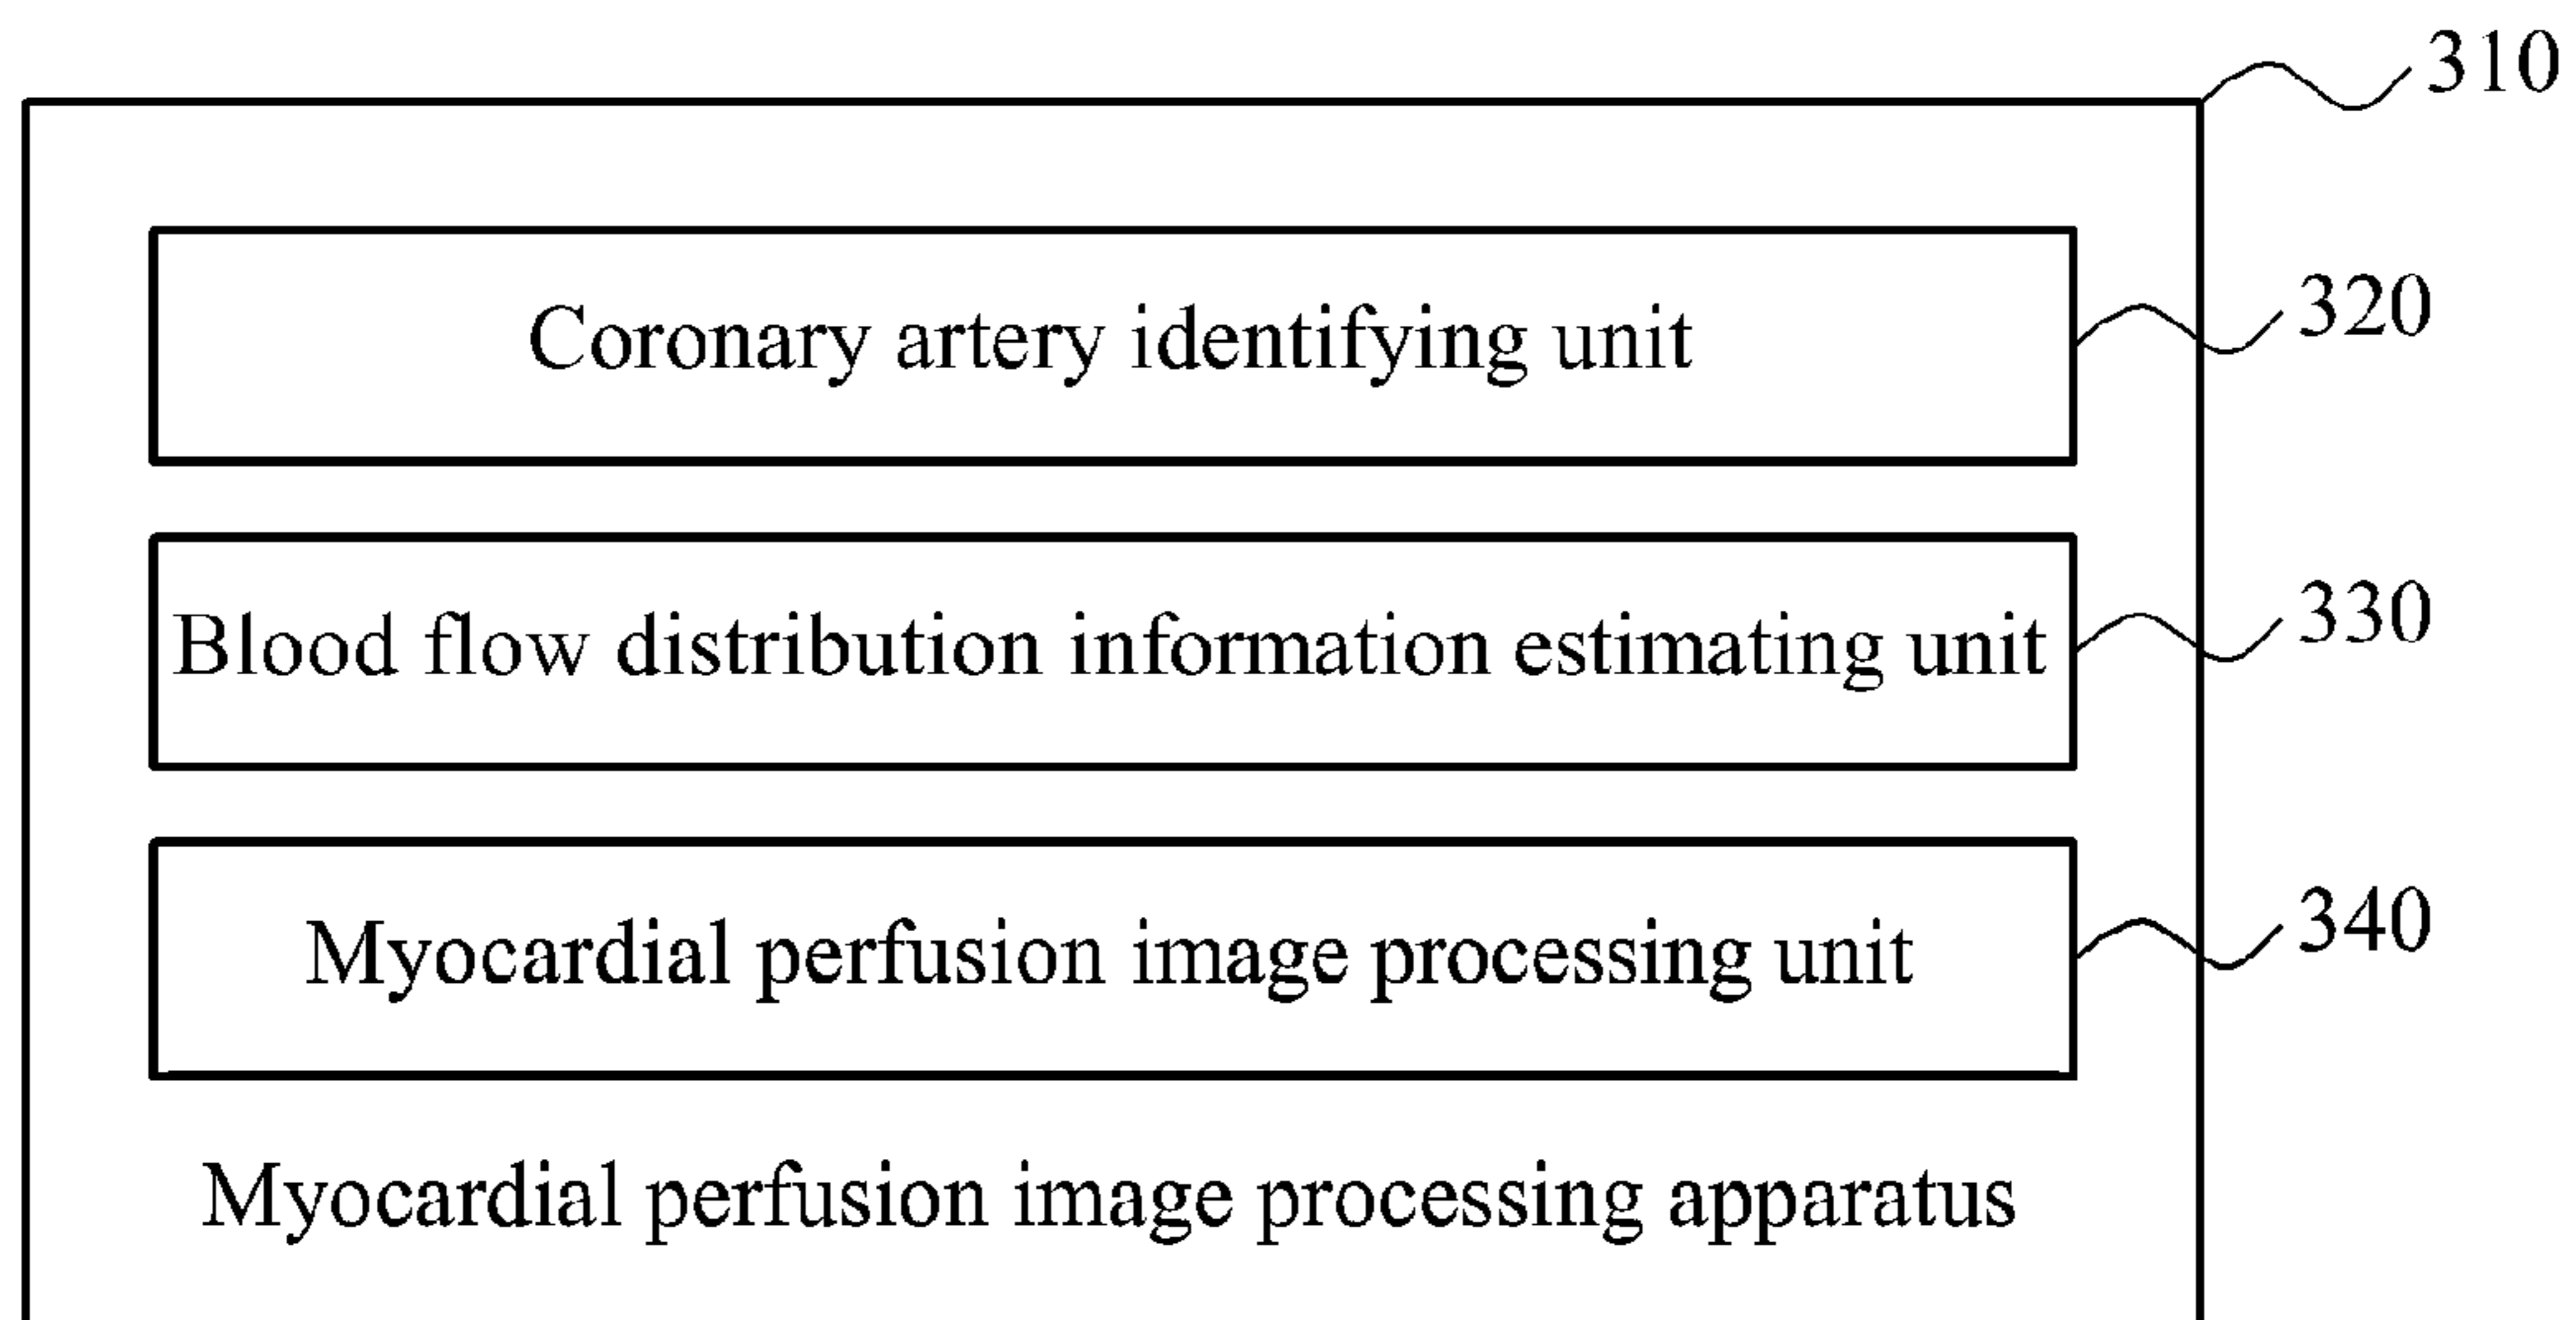 310
Coronary artery identifying unit
320
Blood flow distribution information estimating unit
330
Myocardial perfusion image processing unit
340
Myocardial perfusion image processing apparatus